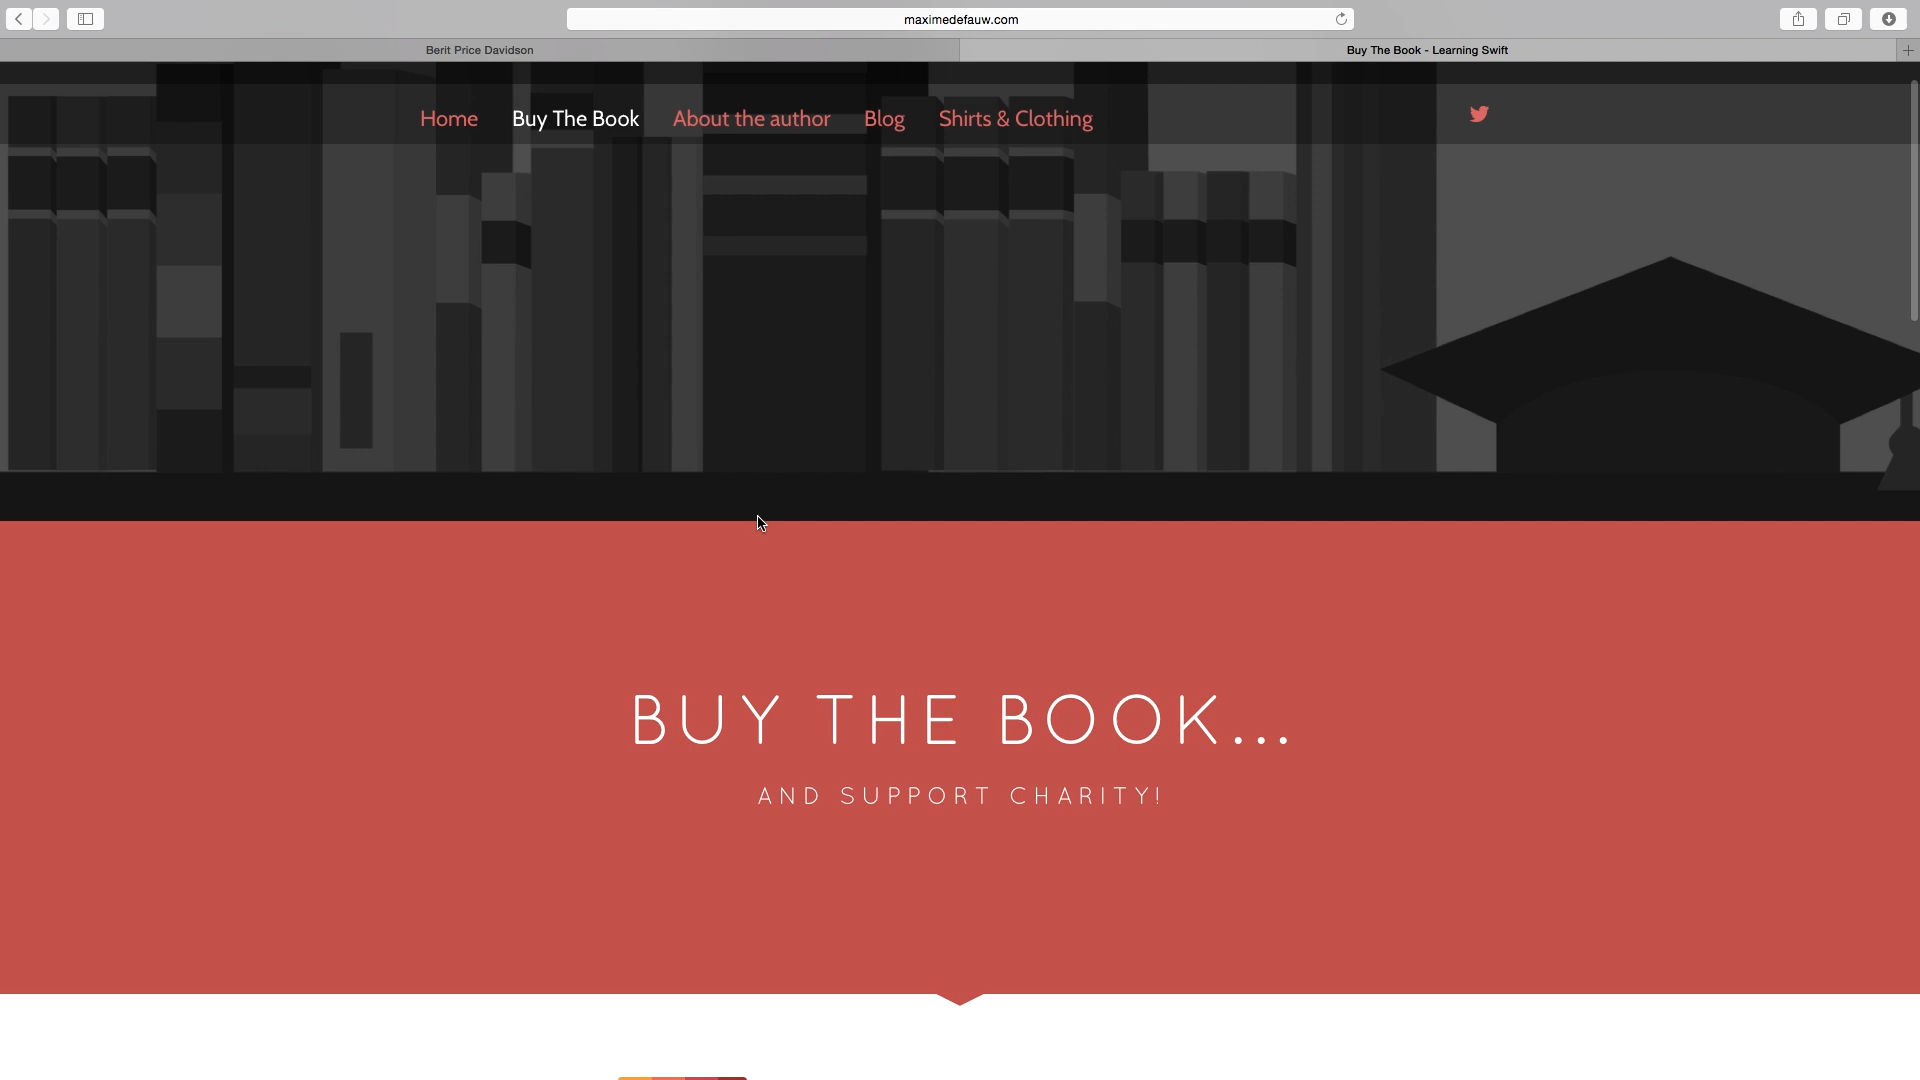 maximedefauw.com
Berit Price Davidson
Buy The Book - Learning Swift
Home Buy The Book About the author Blog Shirts & Clothing
BUY THE BOOK...
AND SUPPORT CHARITY!